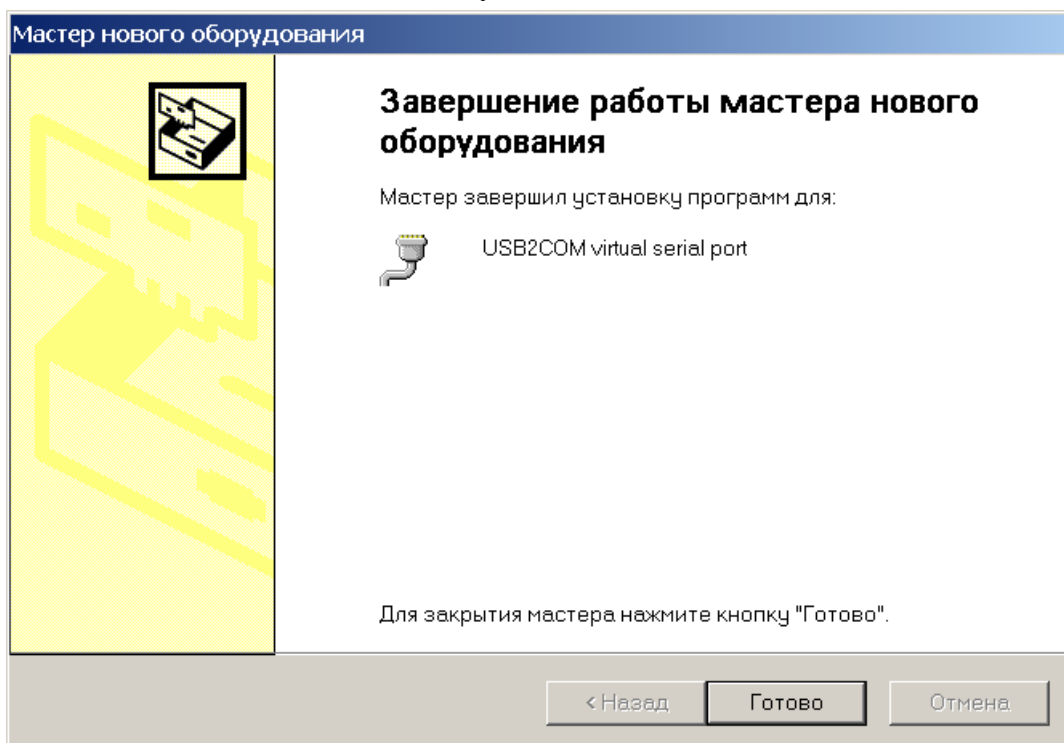 Мастер нового оборудования
Завершение работы мастера нового
оборудования
Мастер завершил установку программ для:
USB2COM virtual serial port
Для закрытия мастера нажмите кнопку "Готово".
< Назад
Готово
Отмена